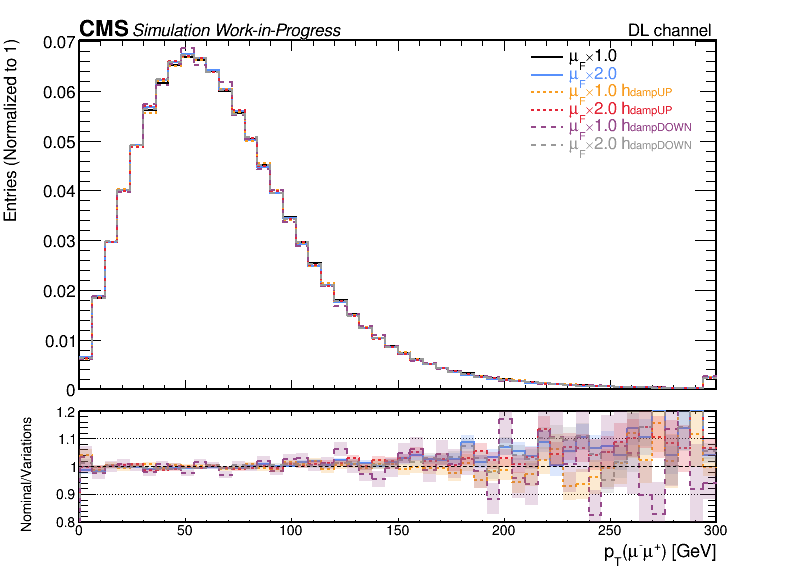 CMS Simulation Work-in-Progress DL channel
Entries (Normalized to 1)
0.07
0.06
0.05
0.04
0.03
0.02
0.01
0
μF×1.0
μF×2.0
μF×1.0 hdampUP
μF×2.0 hdampUP
μF×1.0 hdampDOWN
μF×2.0 hdampDOWN
Nominal/Variations
1.2
1.1
1
0.9
0.8
0 50 100 150 200 250 300
pT(μ-μ+) [GeV]